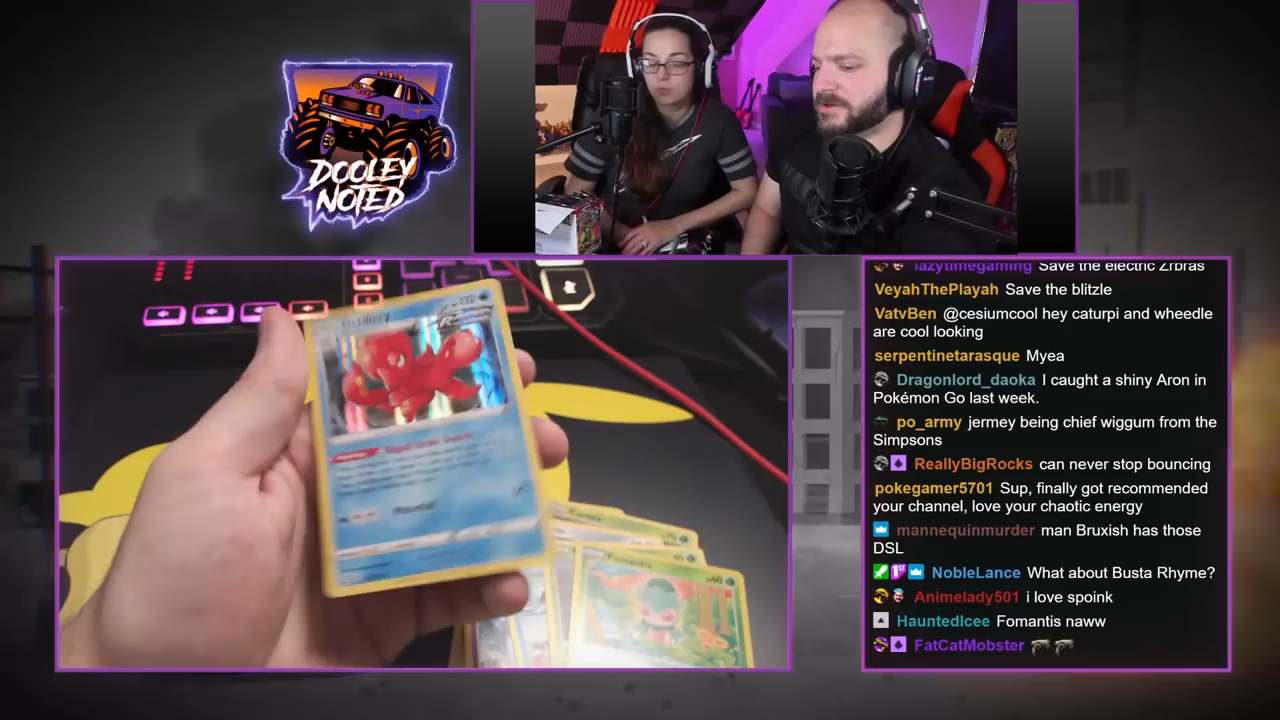 DOOLEY
NOTED
Octillery
Fomantis
60
lazytimegaming Save the electric Zrbras
VeyahThePlayah Save the blitzle
VatvBen @cesiumcool hey caturpi and wheedle
are cool looking
serpentinetarasque Myea
Dragonlord_daoka I caught a shiny Aron in
Pokémon Go last week.
po_army jermey being chief wiggum from the
Simpsons
ReallyBigRocks can never stop bouncing
pokegamer5701 Sup, finally got recommended
your channel, love your chaotic energy
mannequinmurder man Bruxish has those
DSL
NobleLance What about Busta Rhyme?
Animelady501 i love spoink
HauntedIcee Fomantis naww
FatCatMobster